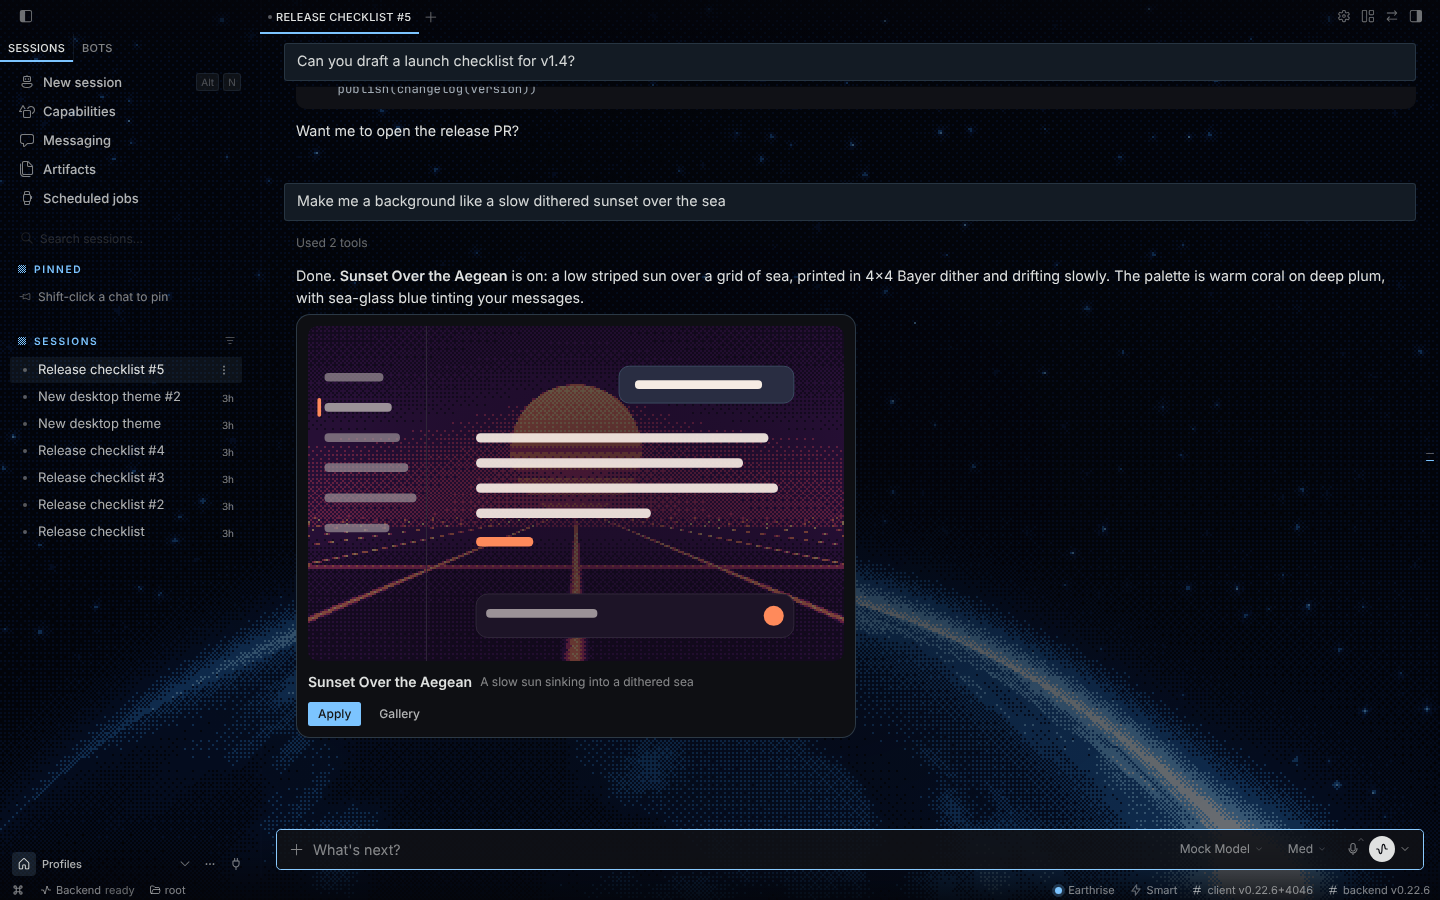 RELEASE CHECKLIST #5
SESSIONS
BOTS
New session
Alt N
Capabilities
Messaging
Artifacts
Scheduled jobs
Search sessions...
PINNED
Shift-click a chat to pin
SESSIONS
Release checklist #5
New desktop theme #2 3h
New desktop theme 3h
Release checklist #4 3h
Release checklist #3 3h
Release checklist #2 3h
Release checklist 3h
Profiles
Can you draft a launch checklist for v1.4?
publish(changelog(version))
Want me to open the release PR?
Make me a background like a slow dithered sunset over the sea
Used 2 tools
Done. Sunset Over the Aegean is on: a low striped sun over a grid of sea, printed in 4×4 Bayer dither and drifting slowly. The palette is warm coral on deep plum,
with sea-glass blue tinting your messages.
Sunset Over the Aegean A slow sun sinking into a dithered sea
Apply
Gallery
What's next?
Mock Model
Med
Backend ready
root
Earthrise
Smart
# client v0.22.6+4046
# backend v0.22.6